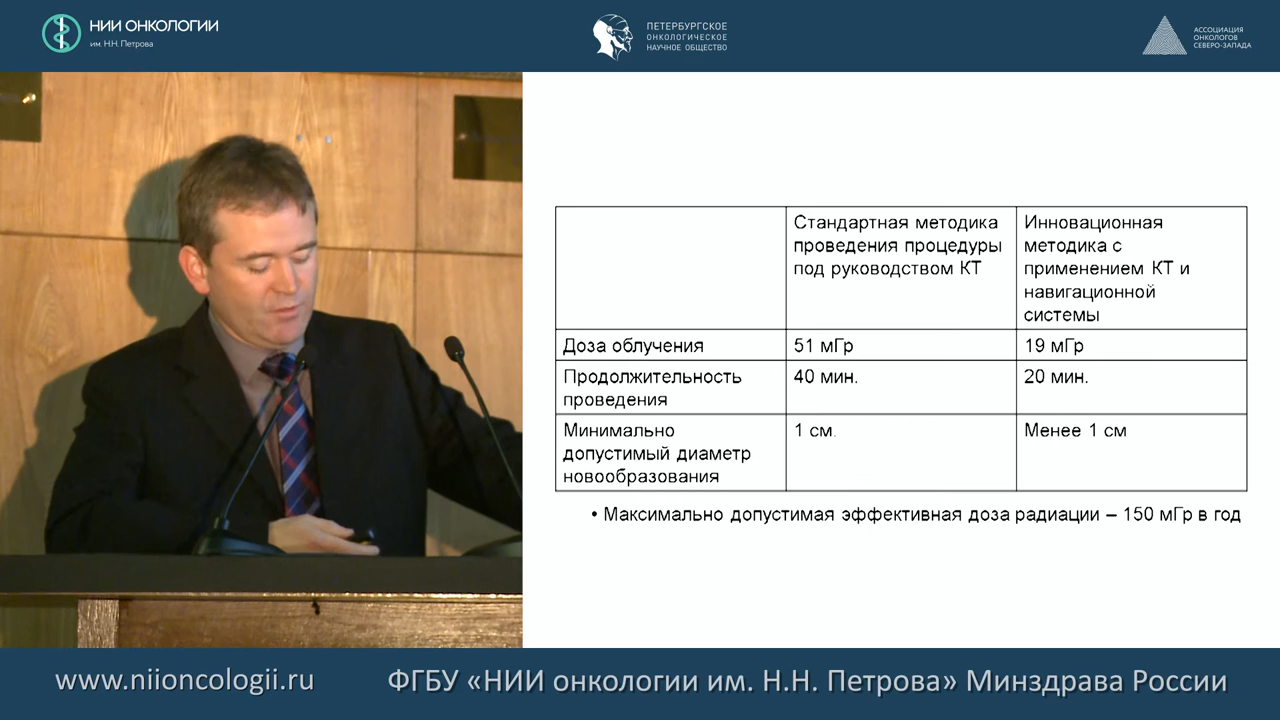 НИИ ОНКОЛОГИИ
им. Н.Н. Петрова
ПЕТЕРБУРГСКОЕ
ОНКОЛОГИЧЕСКОЕ
НАУЧНОЕ ОБЩЕСТВО
АССОЦИАЦИЯ
ОНКОЛОГОВ
СЕВЕРО-ЗАПАДА
Стандартная методика
проведения процедуры
под руководством КТ
Инновационная
методика с
применением КТ и
навигационной
системы
Доза облучения
51 мГр
19 мГр
Продолжительность
проведения
40 мин.
20 мин.
Минимально
допустимый диаметр
новообразования
1 см.
Менее 1 см
• Максимально допустимая эффективная доза радиации – 150 мГр в год
www.niioncologii.ru
ФГБУ «НИИ онкологии им. Н.Н. Петрова» Минздрава России